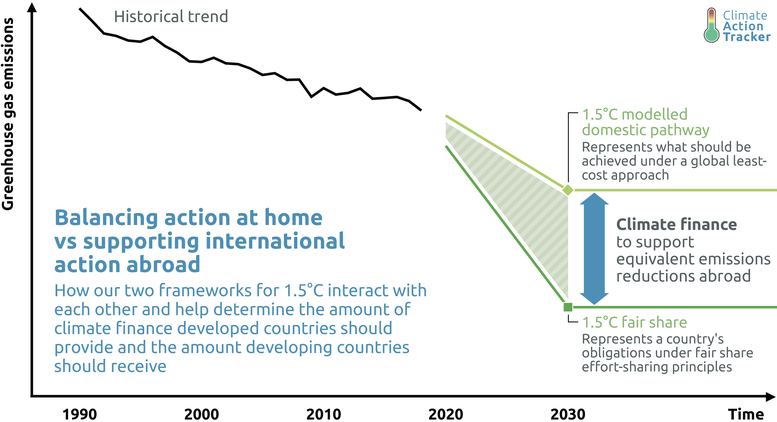 Historical trend
Climate
Action
Tracker
Greenhouse gas emissions
1.5°C modelled
domestic pathway
Represents what should be
achieved under a global least-
cost approach
Balancing action at home
vs supporting international
action abroad
How our two frameworks for 1.5°C interact with
each other and help determine the amount of
climate finance developed countries should
provide and the amount developing countries
should receive
Climate finance
to support
equivalent emissions
reductions abroad
1.5°C fair share
Represents a country's
obligations under fair share
effort-sharing principles
1990
2000
2010
2020
2030
Time